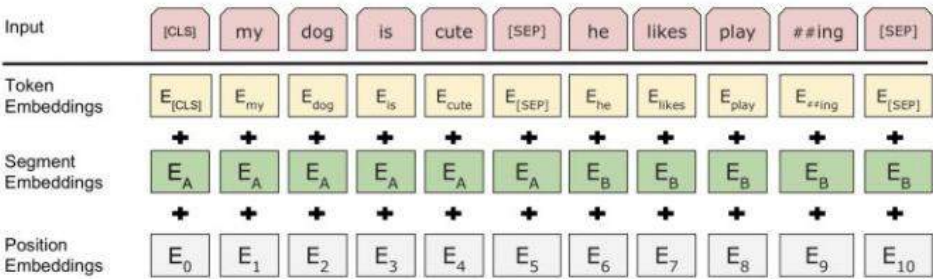 Input [CLS] my dog is cute [SEP] he likes play ##ing [SEP]
Token Embeddings E[CLS] Emy Edog Eis Ecute E[SEP] Ehe Elikes Eplay E##ing E[SEP]
+ + + + + + + + + + +
Segment Embeddings EA EA EA EA EA EA EB EB EB EB EB
+ + + + + + + + + + +
Position Embeddings E0 E1 E2 E3 E4 E5 E6 E7 E8 E9 E10